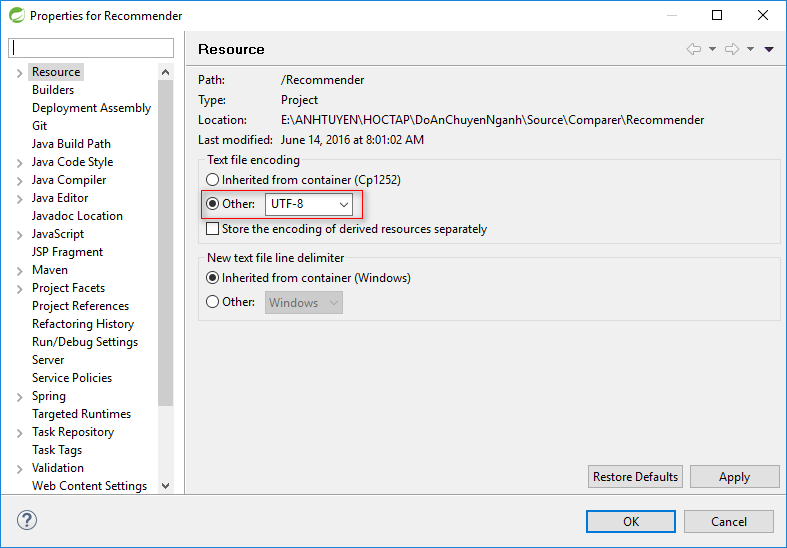 Properties for Recommender
Resource
Builders
Deployment Assembly
Git
Java Build Path
Java Code Style
Java Compiler
Java Editor
Javadoc Location
JavaScript
JSP Fragment
Maven
Project Facets
Project References
Refactoring History
Run/Debug Settings
Server
Service Policies
Spring
Targeted Runtimes
Task Repository
Task Tags
Validation
Web Content Settings
Resource
Path: /Recommender
Type: Project
Location: E:\ANHTUYEN\HOCTAP\DoAnChuyenNganh\Source\Comparer\Recommender
Last modified: June 14, 2016 at 8:01:02 AM
Text file encoding
Inherited from container (Cp1252)
Other: UTF-8
Store the encoding of derived resources separately
New text file line delimiter
Inherited from container (Windows)
Other: Windows
Restore Defaults Apply
? OK Cancel